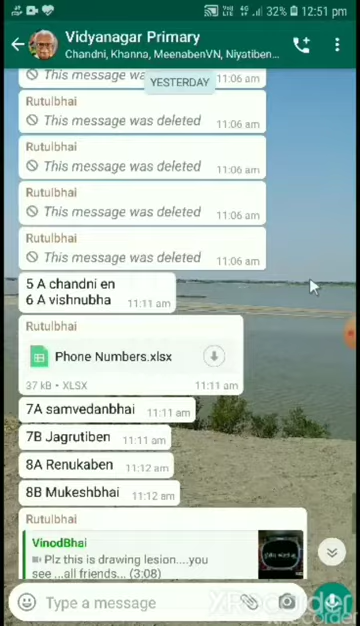 32% 12:51 pm
Vidyanagar Primary
Chandni, Khanna, MeenabenVN, Niyatiben...
This message was deleted 11:06 am
YESTERDAY
Rutulbhai
This message was deleted
11:06 am
Rutulbhai
This message was deleted
11:06 am
Rutulbhai
This message was deleted
11:06 am
Rutulbhai
This message was deleted
11:06 am
5 A chandni en
6 A vishnubha 11:11 am
Rutulbhai
Phone Numbers.xlsx
37 kB • XLSX 11:11 am
7A samvedanbhai 11:11 am
7B Jagrutiben 11:11 am
8A Renukaben 11:12 am
8B Mukeshbhai 11:12 am
Rutulbhai
VinodBhai
Plz this is drawing lesion....you
see ...all friends... (3:08)
Type a message